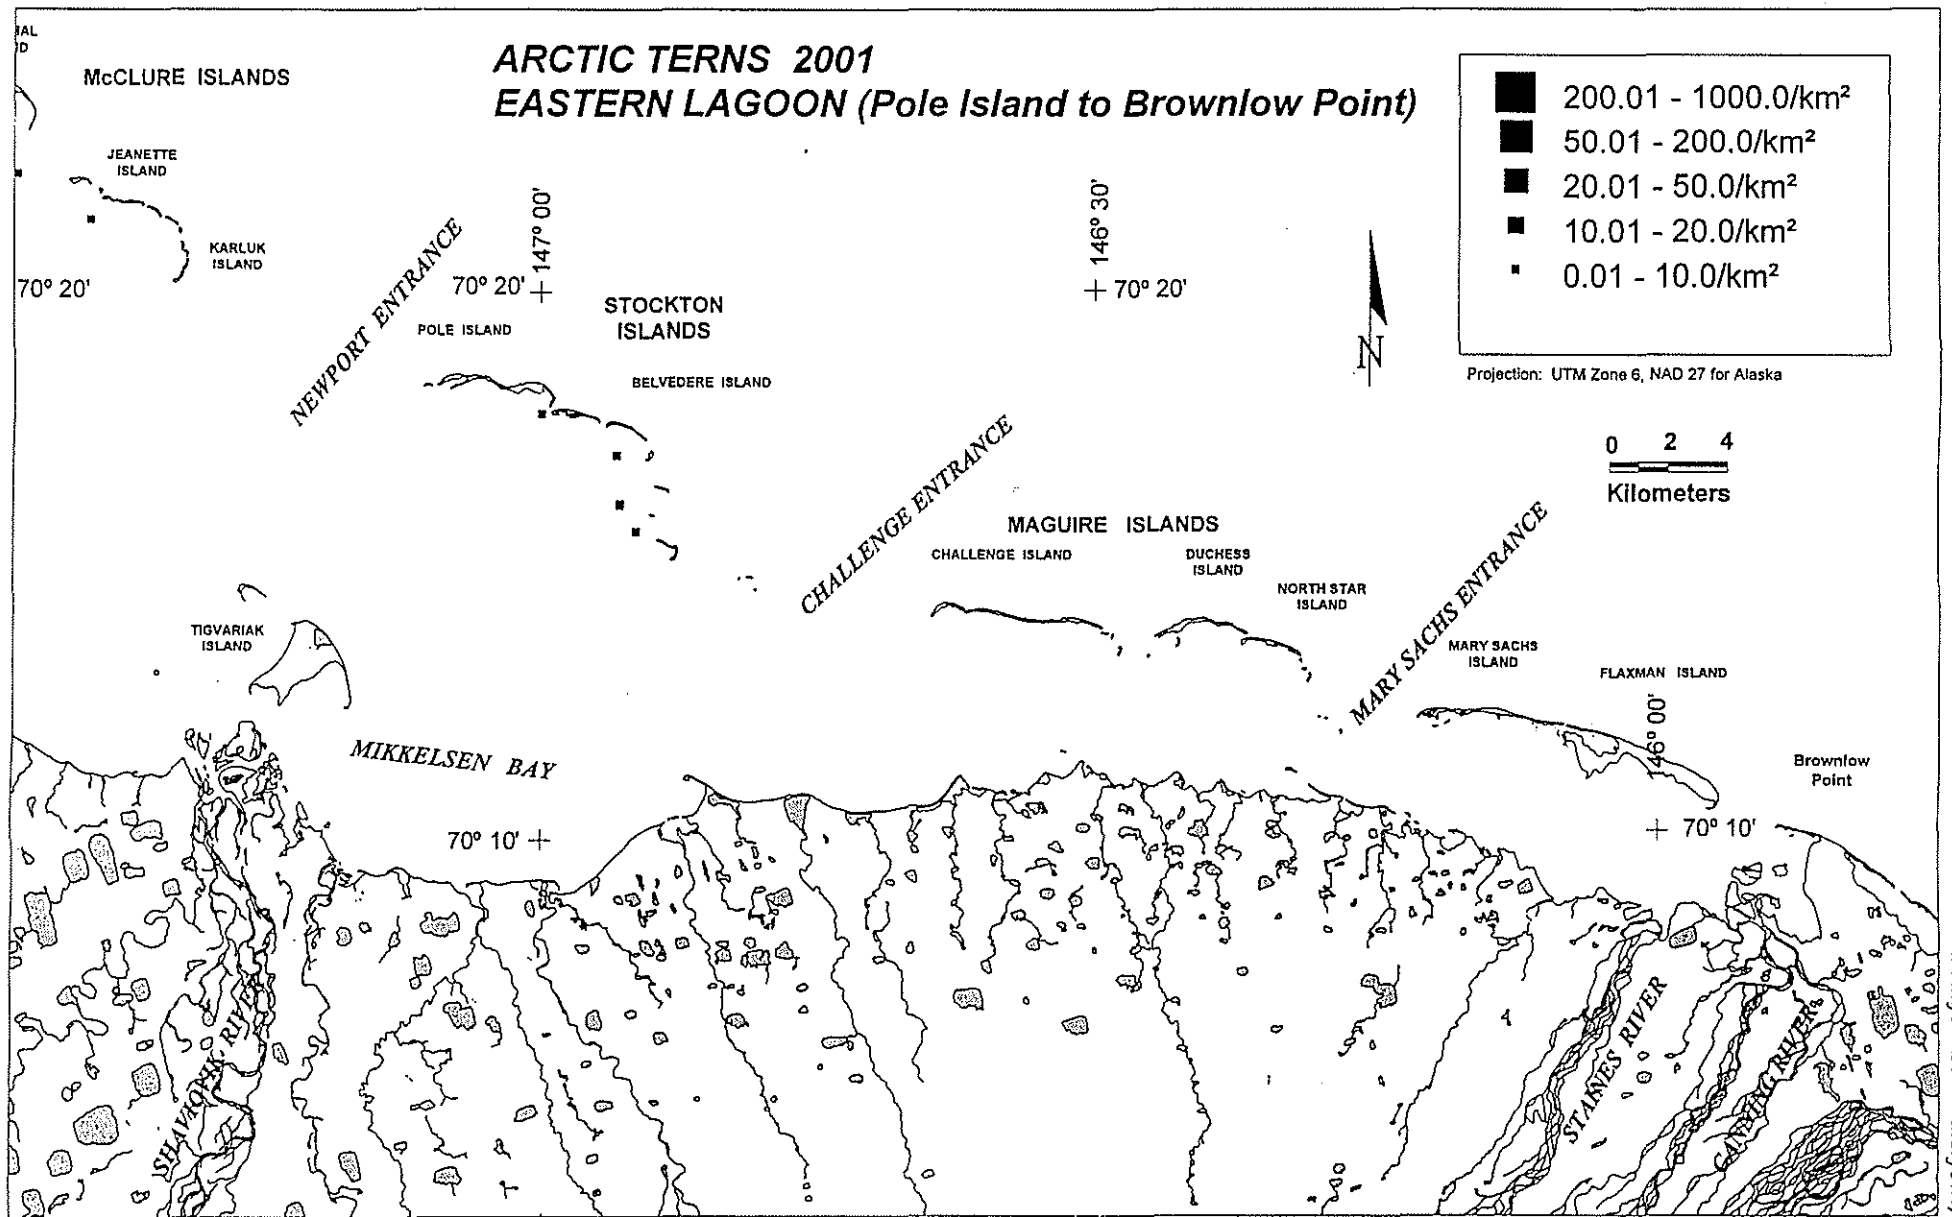 IAL
D
McCLURE ISLANDS
ARCTIC TERNS 2001
EASTERN LAGOON (Pole Island to Brownlow Point)
200.01 - 1000.0/km²
50.01 - 200.0/km²
20.01 - 50.0/km²
10.01 - 20.0/km²
0.01 - 10.0/km²
Projection: UTM Zone 6, NAD 27 for Alaska
JEANETTE
ISLAND
KARLUK
ISLAND
70° 20'
NEWPORT ENTRANCE
147° 00'
70° 20'
146° 30'
70° 20'
N
STOCKTON
ISLANDS
POLE ISLAND
BELVEDERE ISLAND
0 2 4
Kilometers
CHALLENGE ENTRANCE
MAGUIRE ISLANDS
CHALLENGE ISLAND
DUCHESS
ISLAND
NORTH STAR
ISLAND
MARY SACHS ENTRANCE
MARY SACHS
ISLAND
FLAXMAN ISLAND
146° 00'
TIGVARIAK
ISLAND
MIKKELSEN BAY
Brownlow
Point
70° 10'
70° 10'
SHAVIOVIK RIVER
STAINES RIVER
CANNING RIVER